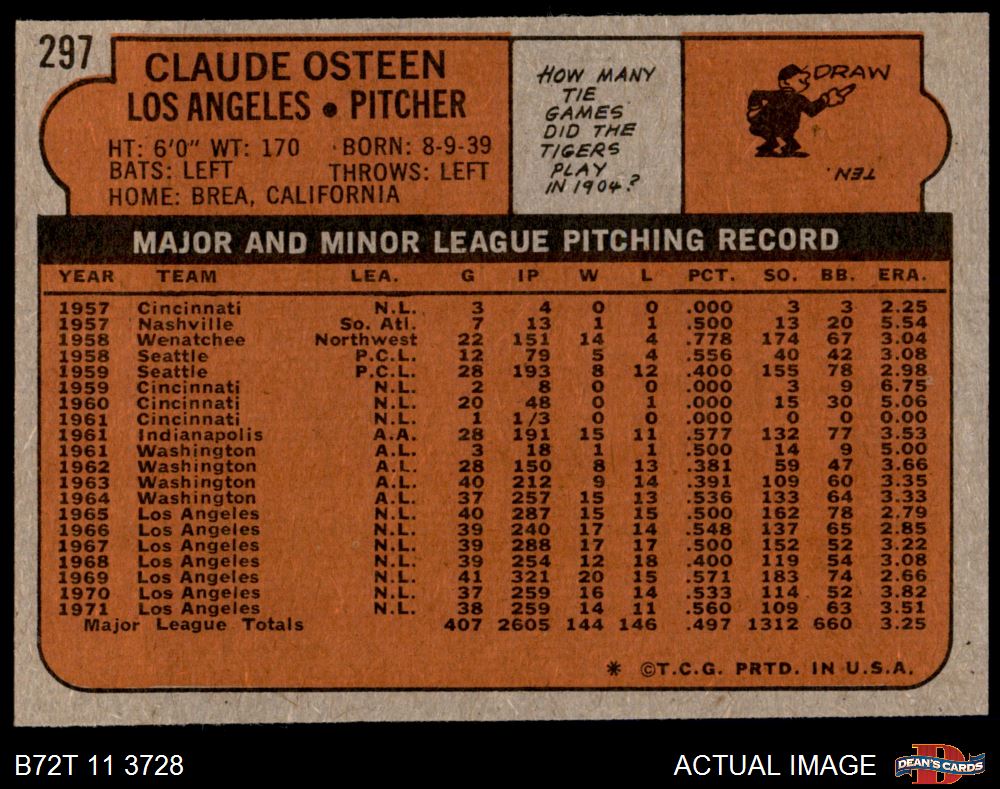 297
CLAUDE OSTEEN
LOS ANGELES • PITCHER
HT: 6'0" WT: 170 BORN: 8-9-39
BATS: LEFT THROWS: LEFT
HOME: BREA, CALIFORNIA
HOW MANY
TIE
GAMES
DID THE
TIGERS
PLAY
IN 1904?
DRAW
TEN.
MAJOR AND MINOR LEAGUE PITCHING RECORD
YEAR TEAM LEA. G IP W L PCT. SO. BB. ERA.
1957 Cincinnati N.L. 3 4 0 0 .000 3 3 2.25
1957 Nashville So. Atl. 7 13 1 1 .500 13 20 5.54
1958 Wenatchee Northwest 22 151 14 4 .778 174 67 3.04
1958 Seattle P.C.L. 12 79 5 4 .556 40 42 3.08
1959 Seattle P.C.L. 28 193 8 12 .400 155 78 2.98
1959 Cincinnati N.L. 2 8 0 0 .000 3 9 6.75
1960 Cincinnati N.L. 20 48 0 1 .000 15 30 5.06
1961 Cincinnati N.L. 1 1/3 0 0 .000 0 0 0.00
1961 Indianapolis A.A. 28 191 15 11 .577 132 77 3.53
1961 Washington A.L. 3 18 1 1 .500 14 9 5.00
1962 Washington A.L. 28 150 8 13 .381 59 47 3.66
1963 Washington A.L. 40 212 9 14 .391 109 60 3.35
1964 Washington A.L. 37 257 15 13 .536 133 64 3.33
1965 Los Angeles N.L. 40 287 15 15 .500 162 78 2.79
1966 Los Angeles N.L. 39 240 17 14 .548 137 65 2.85
1967 Los Angeles N.L. 39 288 17 17 .500 152 52 3.22
1968 Los Angeles N.L. 39 254 12 18 .400 119 54 3.08
1969 Los Angeles N.L. 41 321 20 15 .571 183 74 2.66
1970 Los Angeles N.L. 37 259 16 14 .533 114 52 3.82
1971 Los Angeles N.L. 38 259 14 11 .560 109 63 3.51
Major League Totals 407 2605 144 146 .497 1312 660 3.25
* ©T.C.G. PRTD. IN U.S.A.
B72T 11 3728 ACTUAL IMAGE
DEAN'S CARDS